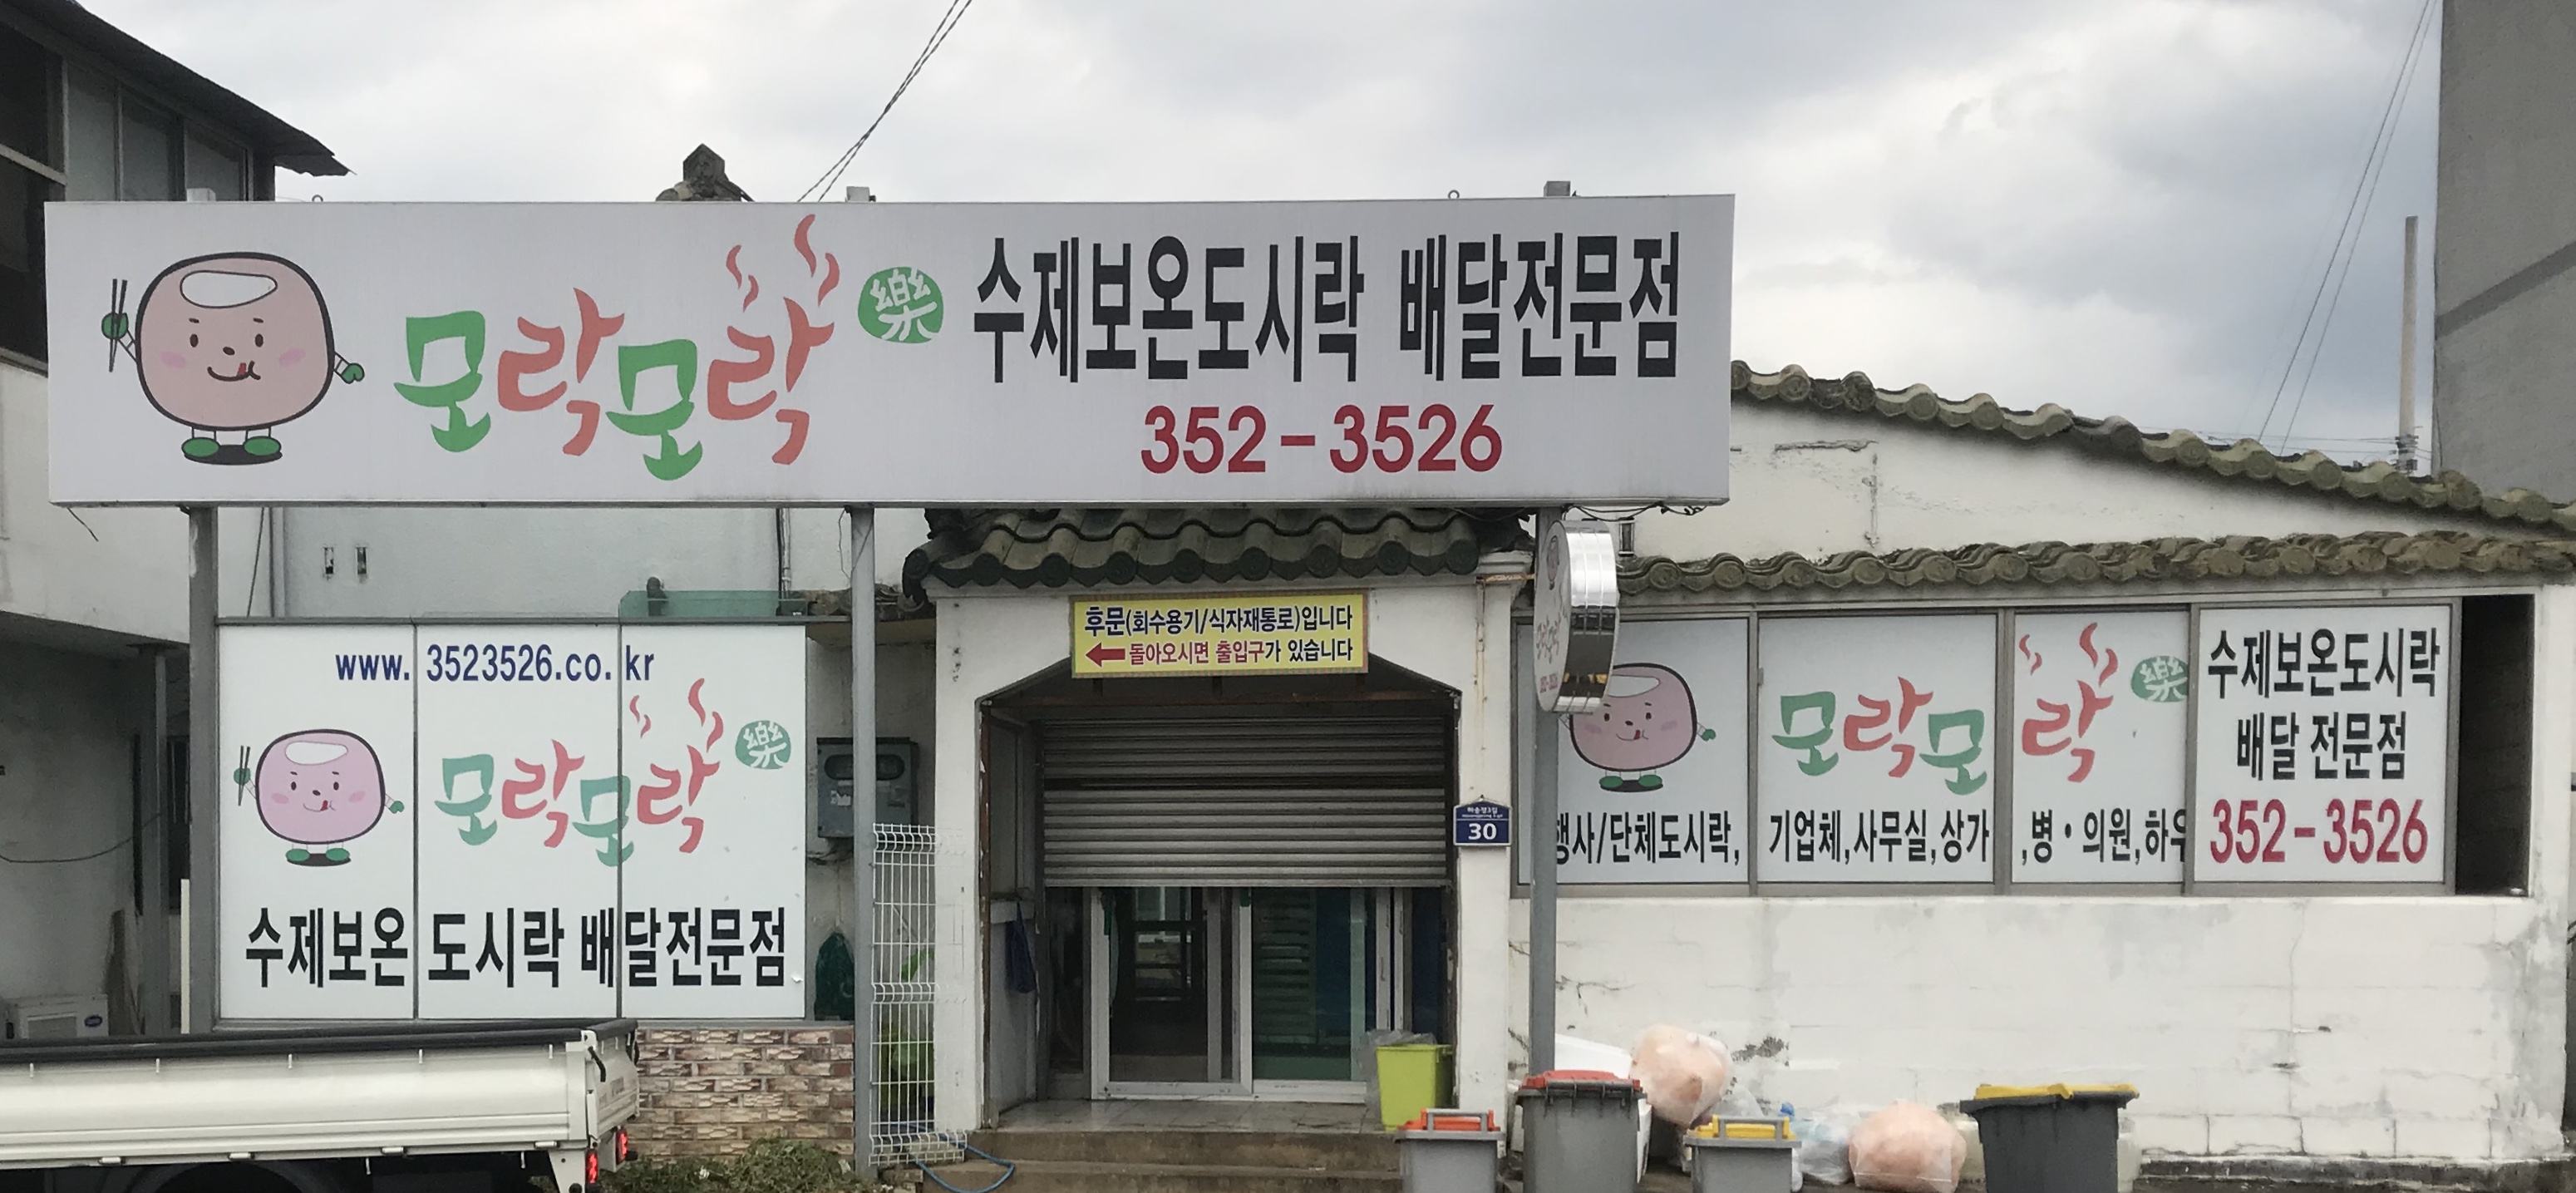 모락모락 樂 수제보온도시락 배달전문점
352-3526
후문(회수용기/식자재통로)입니다
←돌아오시면 출입구가 있습니다
www.3523526.co.kr
모락모락 樂
수제보온 도시락 배달전문점
30
모락모 락 樂
행사/단체도시락, 기업체,사무실,상가 ,병·의원,하우
수제보온도시락
배달 전문점
352-3526